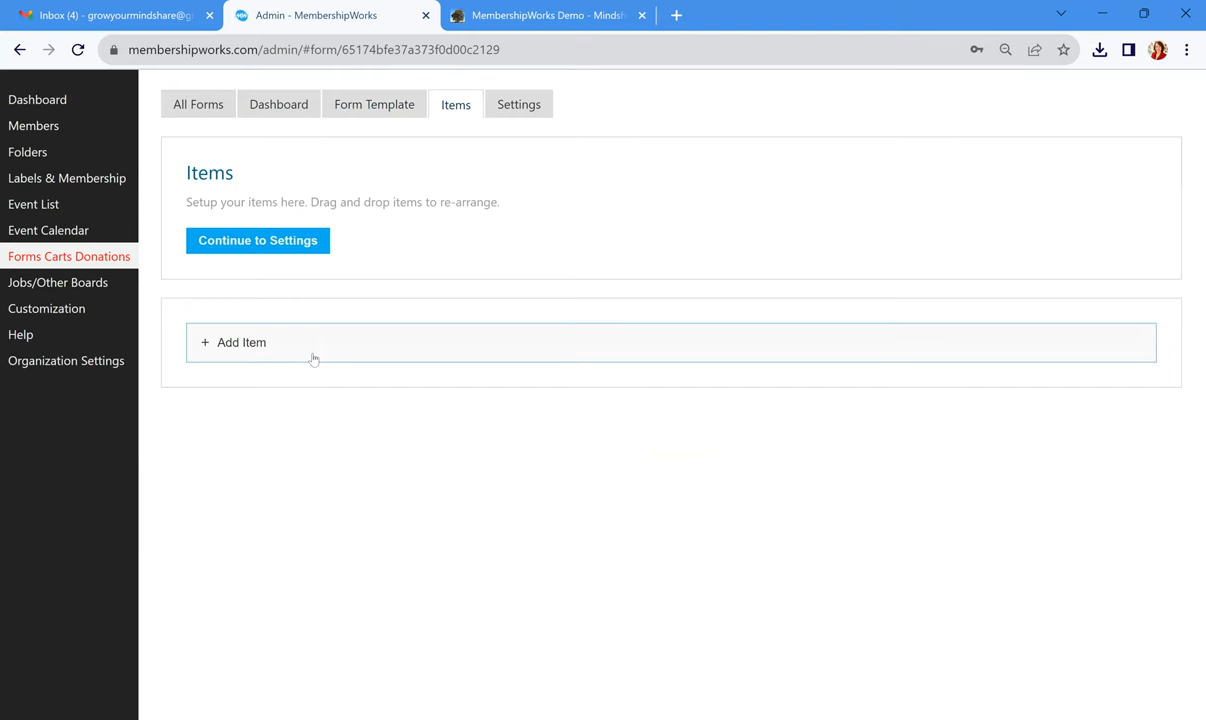 Inbox (4) - growyourmindshare@g
Admin - MembershipWorks
MembershipWorks Demo - Mindsh
membershipworks.com/admin/#form/65174bfe37a373f0d00c2129
Dashboard
Members
Folders
Labels & Membership
Event List
Event Calendar
Forms Carts Donations
Jobs/Other Boards
Customization
Help
Organization Settings
All Forms
Dashboard
Form Template
Items
Settings
Items
Setup your items here. Drag and drop items to re-arrange.
Continue to Settings
+ Add Item